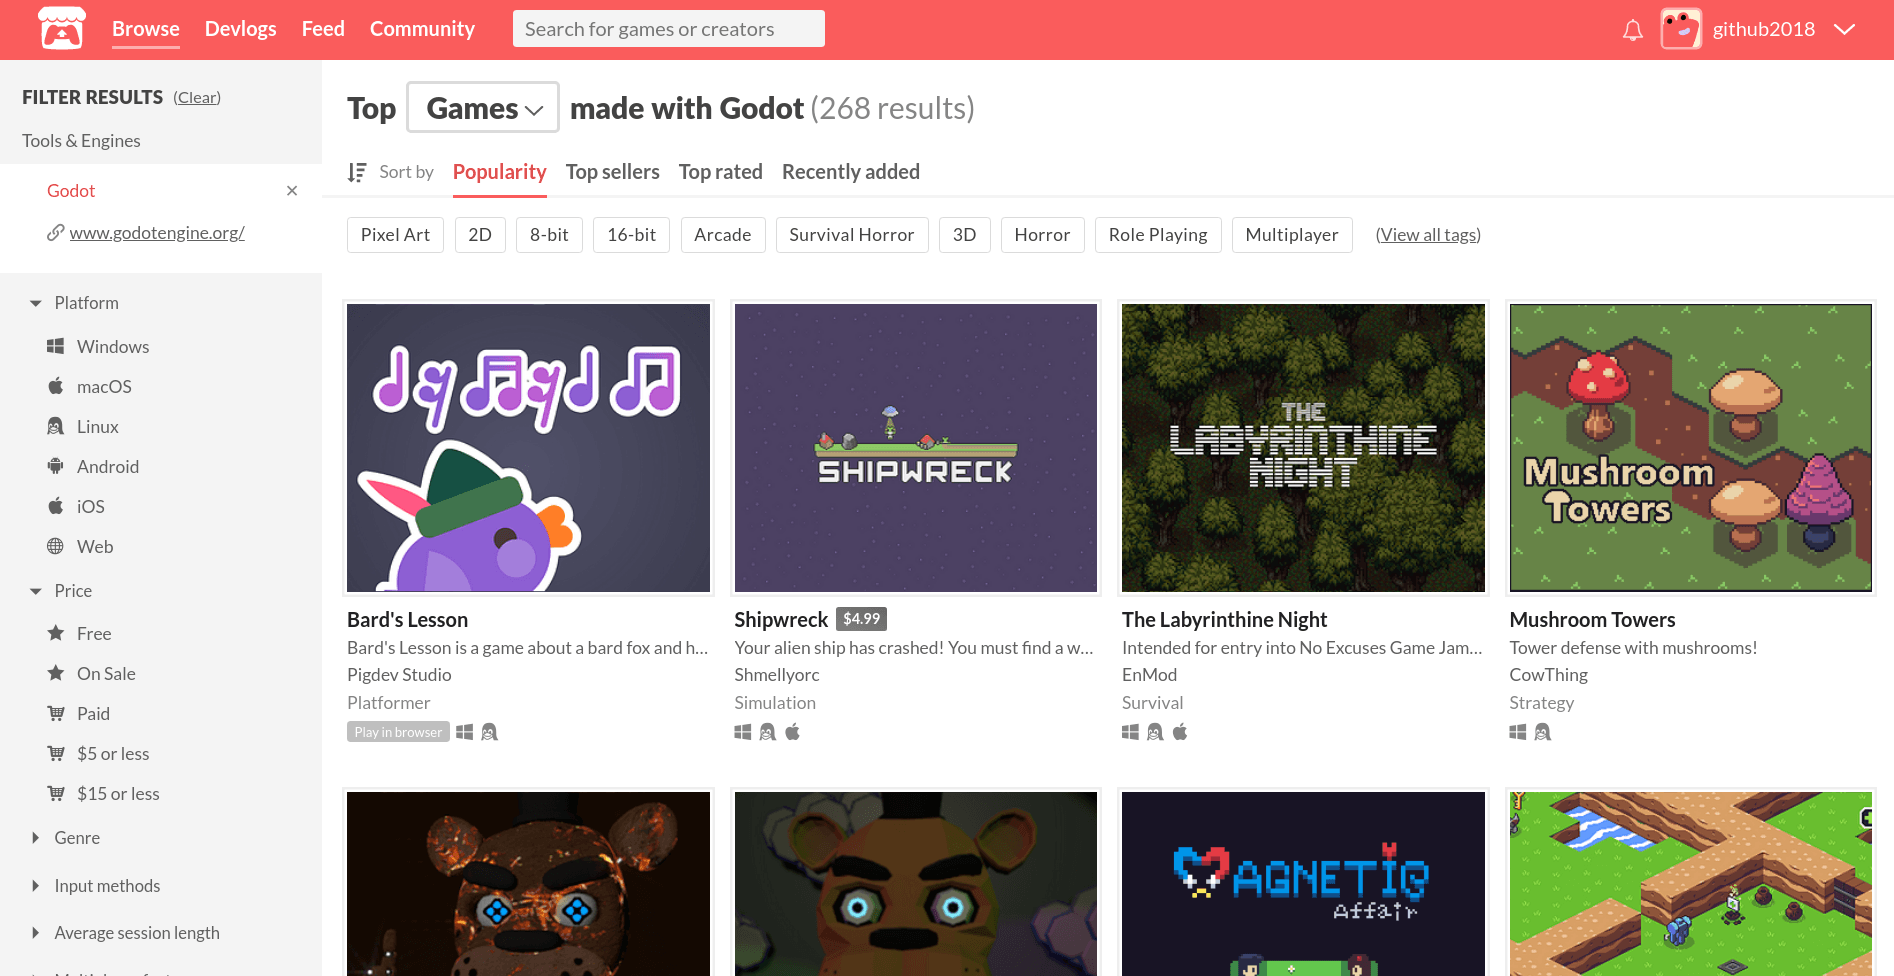 Browse Devlogs Feed Community
Search for games or creators
github2018
FILTER RESULTS (Clear)
Tools & Engines
Godot
www.godotengine.org/
Platform
Windows
macOS
Linux
Android
iOS
Web
Price
Free
On Sale
Paid
$5 or less
$15 or less
Genre
Input methods
Average session length
Top Games made with Godot (268 results)
Sort by Popularity Top sellers Top rated Recently added
Pixel Art 2D 8-bit 16-bit Arcade Survival Horror 3D Horror Role Playing Multiplayer (View all tags)
SHIPWRECK
THE
LABYRINTHINE
NIGHT
Mushroom
Towers
Bard's Lesson
Bard's Lesson is a game about a bard fox and h...
Pigdev Studio
Platformer
Play in browser
Shipwreck $4.99
Your alien ship has crashed! You must find a w...
Shmellyorc
Simulation
The Labyrinthine Night
Intended for entry into No Excuses Game Jam...
EnMod
Survival
Mushroom Towers
Tower defense with mushrooms!
CowThing
Strategy
MAGNETIC
Affair